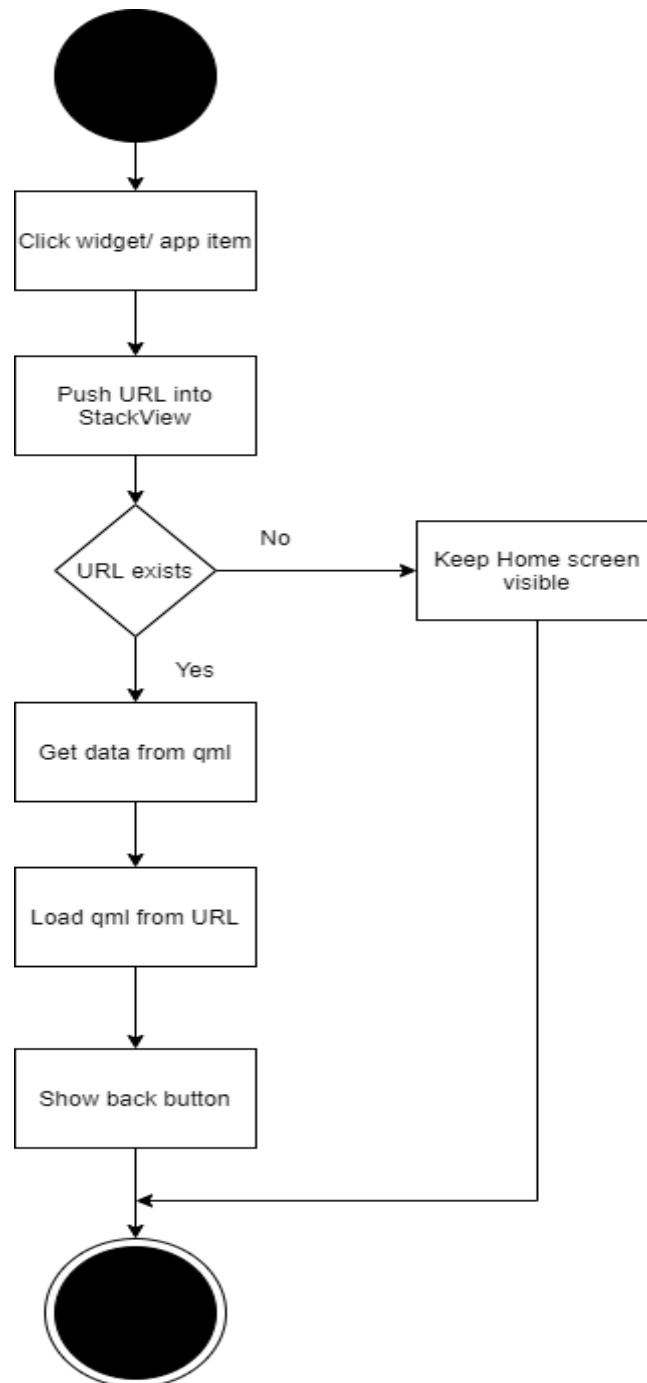 Click widget/ app item
Push URL into
StackView
URL exists
No
Keep Home screen
visible
Yes
Get data from qml
Load qml from URL
Show back button